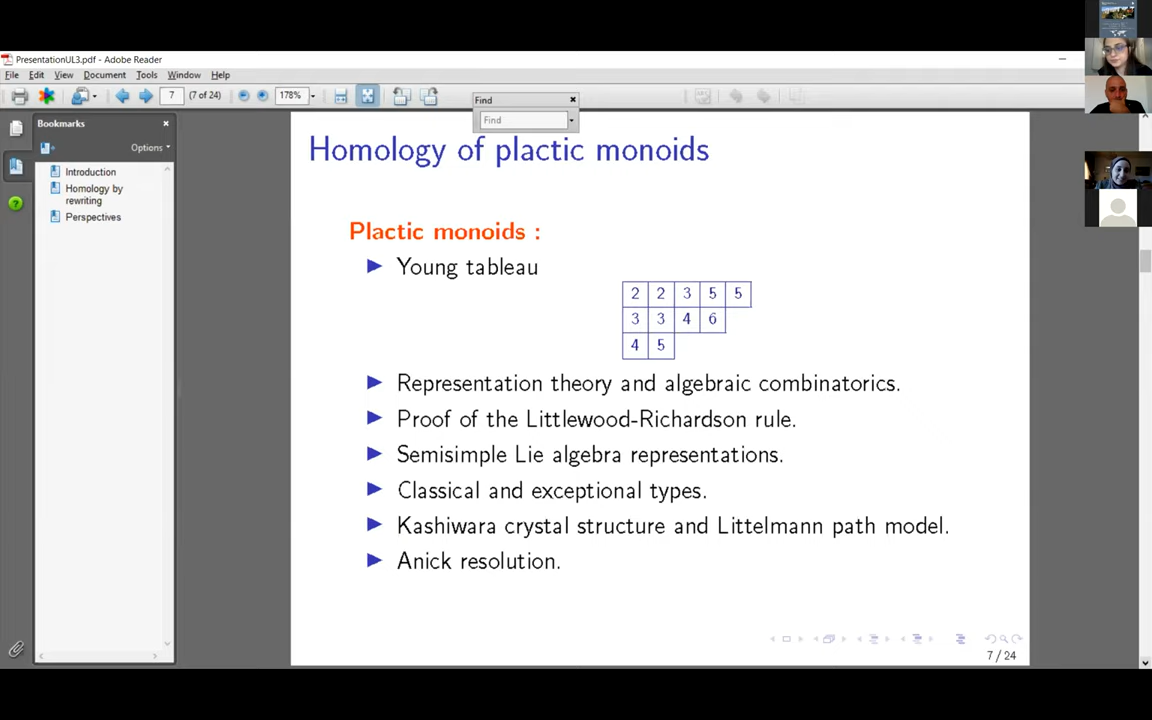 PresentationUL3.pdf - Adobe Reader
File Edit View Document Tools Window Help
7 (7 of 24) 178%
Find
Find
Bookmarks
Options
Introduction
Homology by
rewriting
Perspectives
Homology of plactic monoids
Plactic monoids :
Young tableau
2 2 3 5 5
3 3 4 6
4 5
Representation theory and algebraic combinatorics.
Proof of the Littlewood-Richardson rule.
Semisimple Lie algebra representations.
Classical and exceptional types.
Kashiwara crystal structure and Littelmann path model.
Anick resolution.
7 / 24